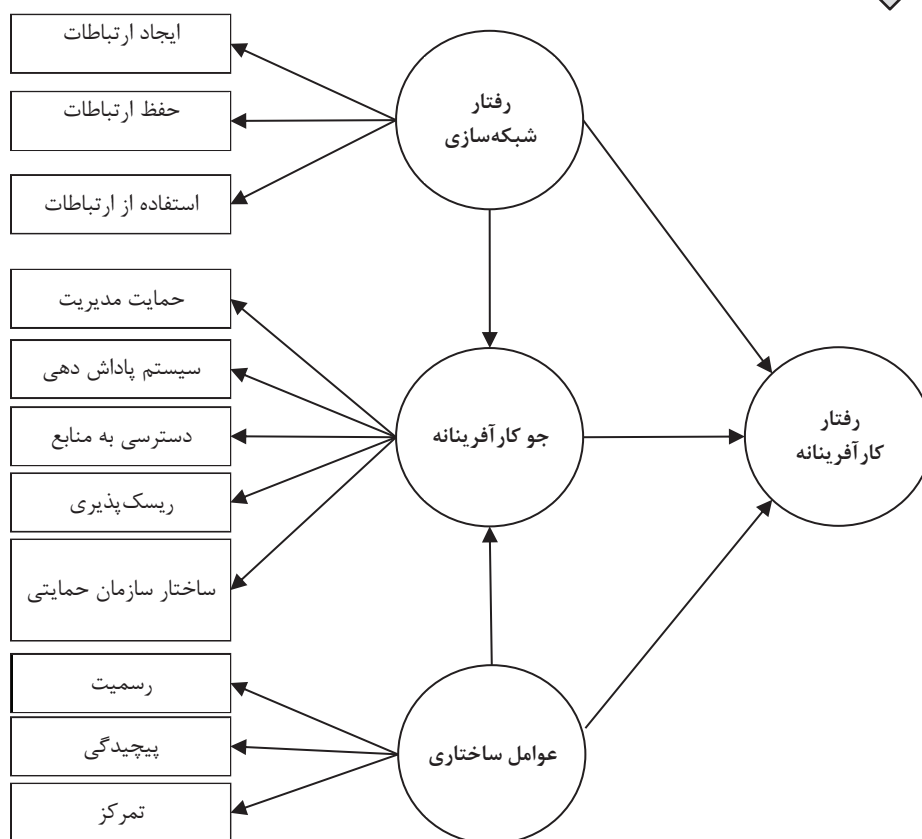 ایجاد ارتباطات
حفظ ارتباطات
استفاده از ارتباطات
رفتار
شبکه‌سازی
حمایت مدیریت
سیستم پاداش دهی
دسترسی به منابع
ریسک‌پذیری
ساختار سازمان حمایتی
جو کارآفرینانه
رفتار
کارآفرینانه
رسمیت
پیچیدگی
تمرکز
عوامل ساختاری